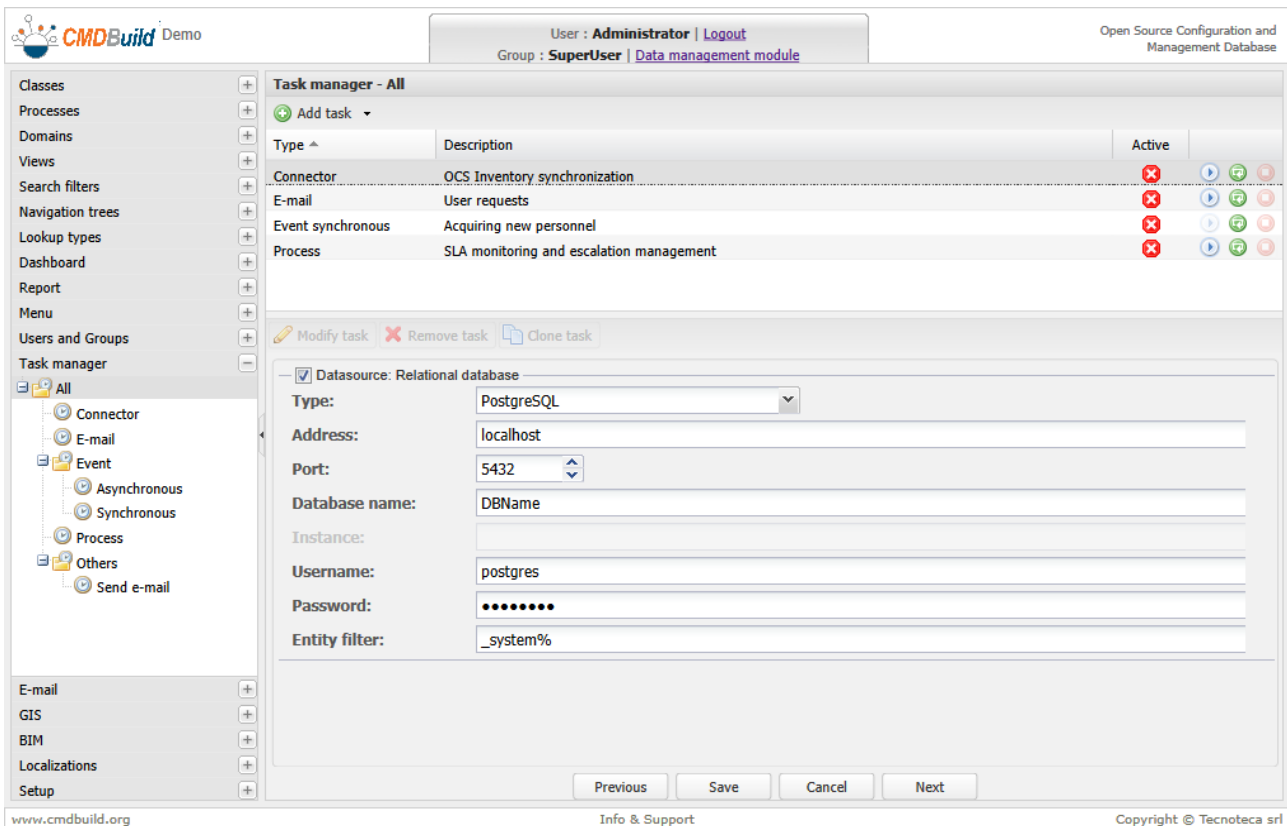 CMDBuild Demo
User : Administrator | Logout
Group : SuperUser | Data management module
Open Source Configuration and
Management Database
Classes
Processes
Domains
Views
Search filters
Navigation trees
Lookup types
Dashboard
Report
Menu
Users and Groups
Task manager
All
Connector
E-mail
Event
Asynchronous
Synchronous
Process
Others
Send e-mail
E-mail
GIS
BIM
Localizations
Setup
Task manager - All
Add task
Type Description Active
Connector OCS Inventory synchronization
E-mail User requests
Event synchronous Acquiring new personnel
Process SLA monitoring and escalation management
Modify task Remove task Clone task
Datasource: Relational database
Type: PostgreSQL
Address: localhost
Port: 5432
Database name: DBName
Instance:
Username: postgres
Password: ••••••••
Entity filter: _system%
Previous Save Cancel Next
www.cmdbuild.org Info & Support Copyright © Tecnoteca srl